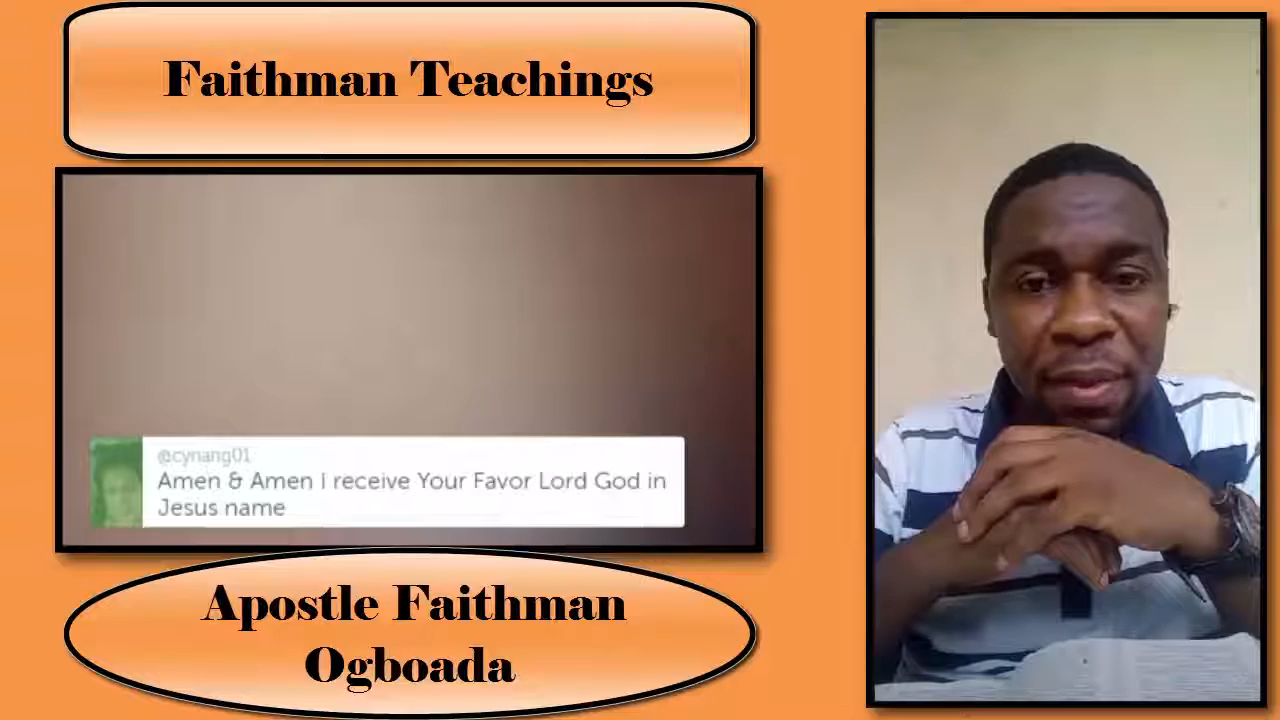 Faithman Teachings
@cynang01
Amen & Amen I receive Your Favor Lord God in
Jesus name
Apostle Faithman
Ogboada